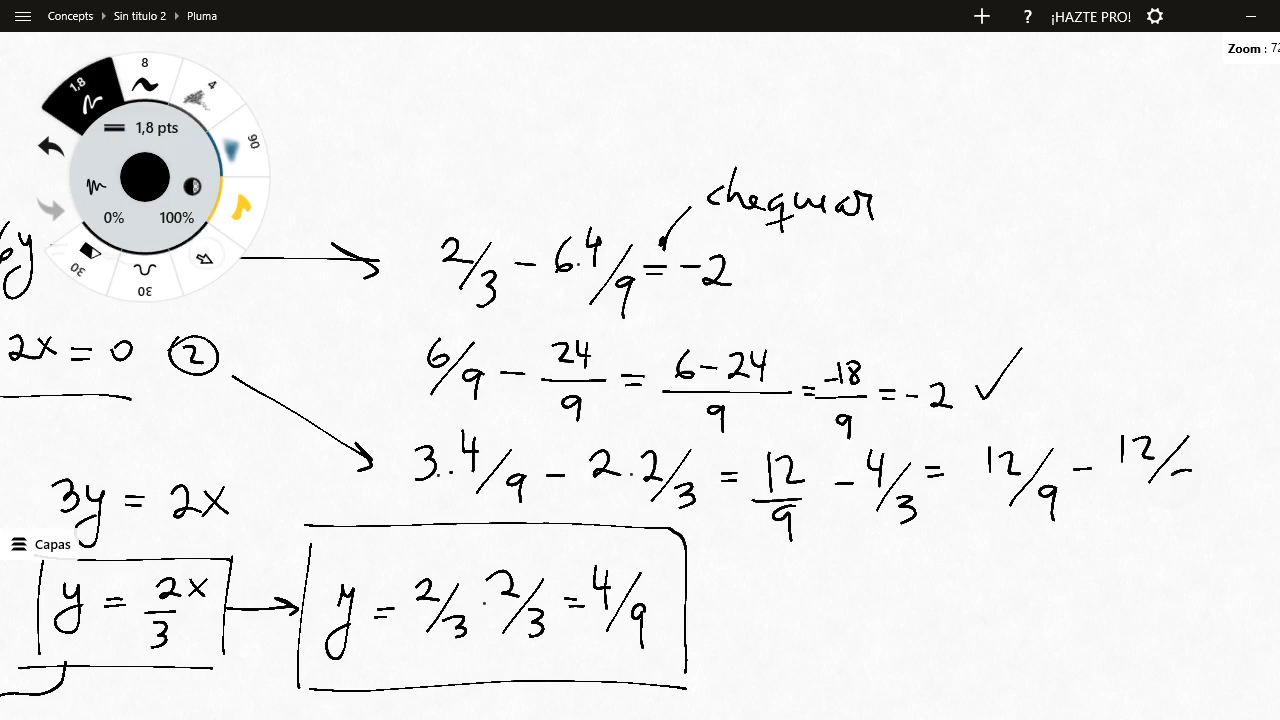 Concepts Sin titulo 2 Pluma ? ¡HAZTE PRO!
Zoom : 72
8
1,8 4
1,8 pts 90
0% 100%
30 30
chequear
6y 2/3 - 6.4/9 = -2
2x = 0 2
6/9 - 24/9 = 6-24/9 = -18/9 = -2 ✓
3..4/9 - 2.2/3 = 12/9 - 4/3 = 12/9 - 12/
3y = 2x
Capas
y = 2x/3 y = 2/3 . 2/3 = 4/9